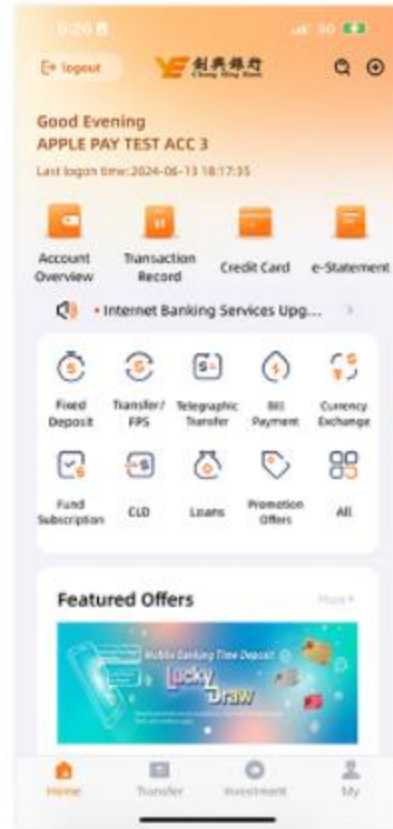 6:26
5G
logout
創興銀行
Chong Hing Bank
Good Evening
APPLE PAY TEST ACC 3
Last logon time:2024-06-13 18:17:35
Account Overview
Transaction Record
Credit Card
e-Statement
• Internet Banking Services Upg...
Fixed Deposit
Transfer/ FPS
Telegraphic Transfer
Bill Payment
Currency Exchange
Fund Subscription
CLD
Loans
Promotion Offers
All
Featured Offers
More
Mobile Banking Time Deposit
Lucky
Draw
Home
Transfer
Investment
My